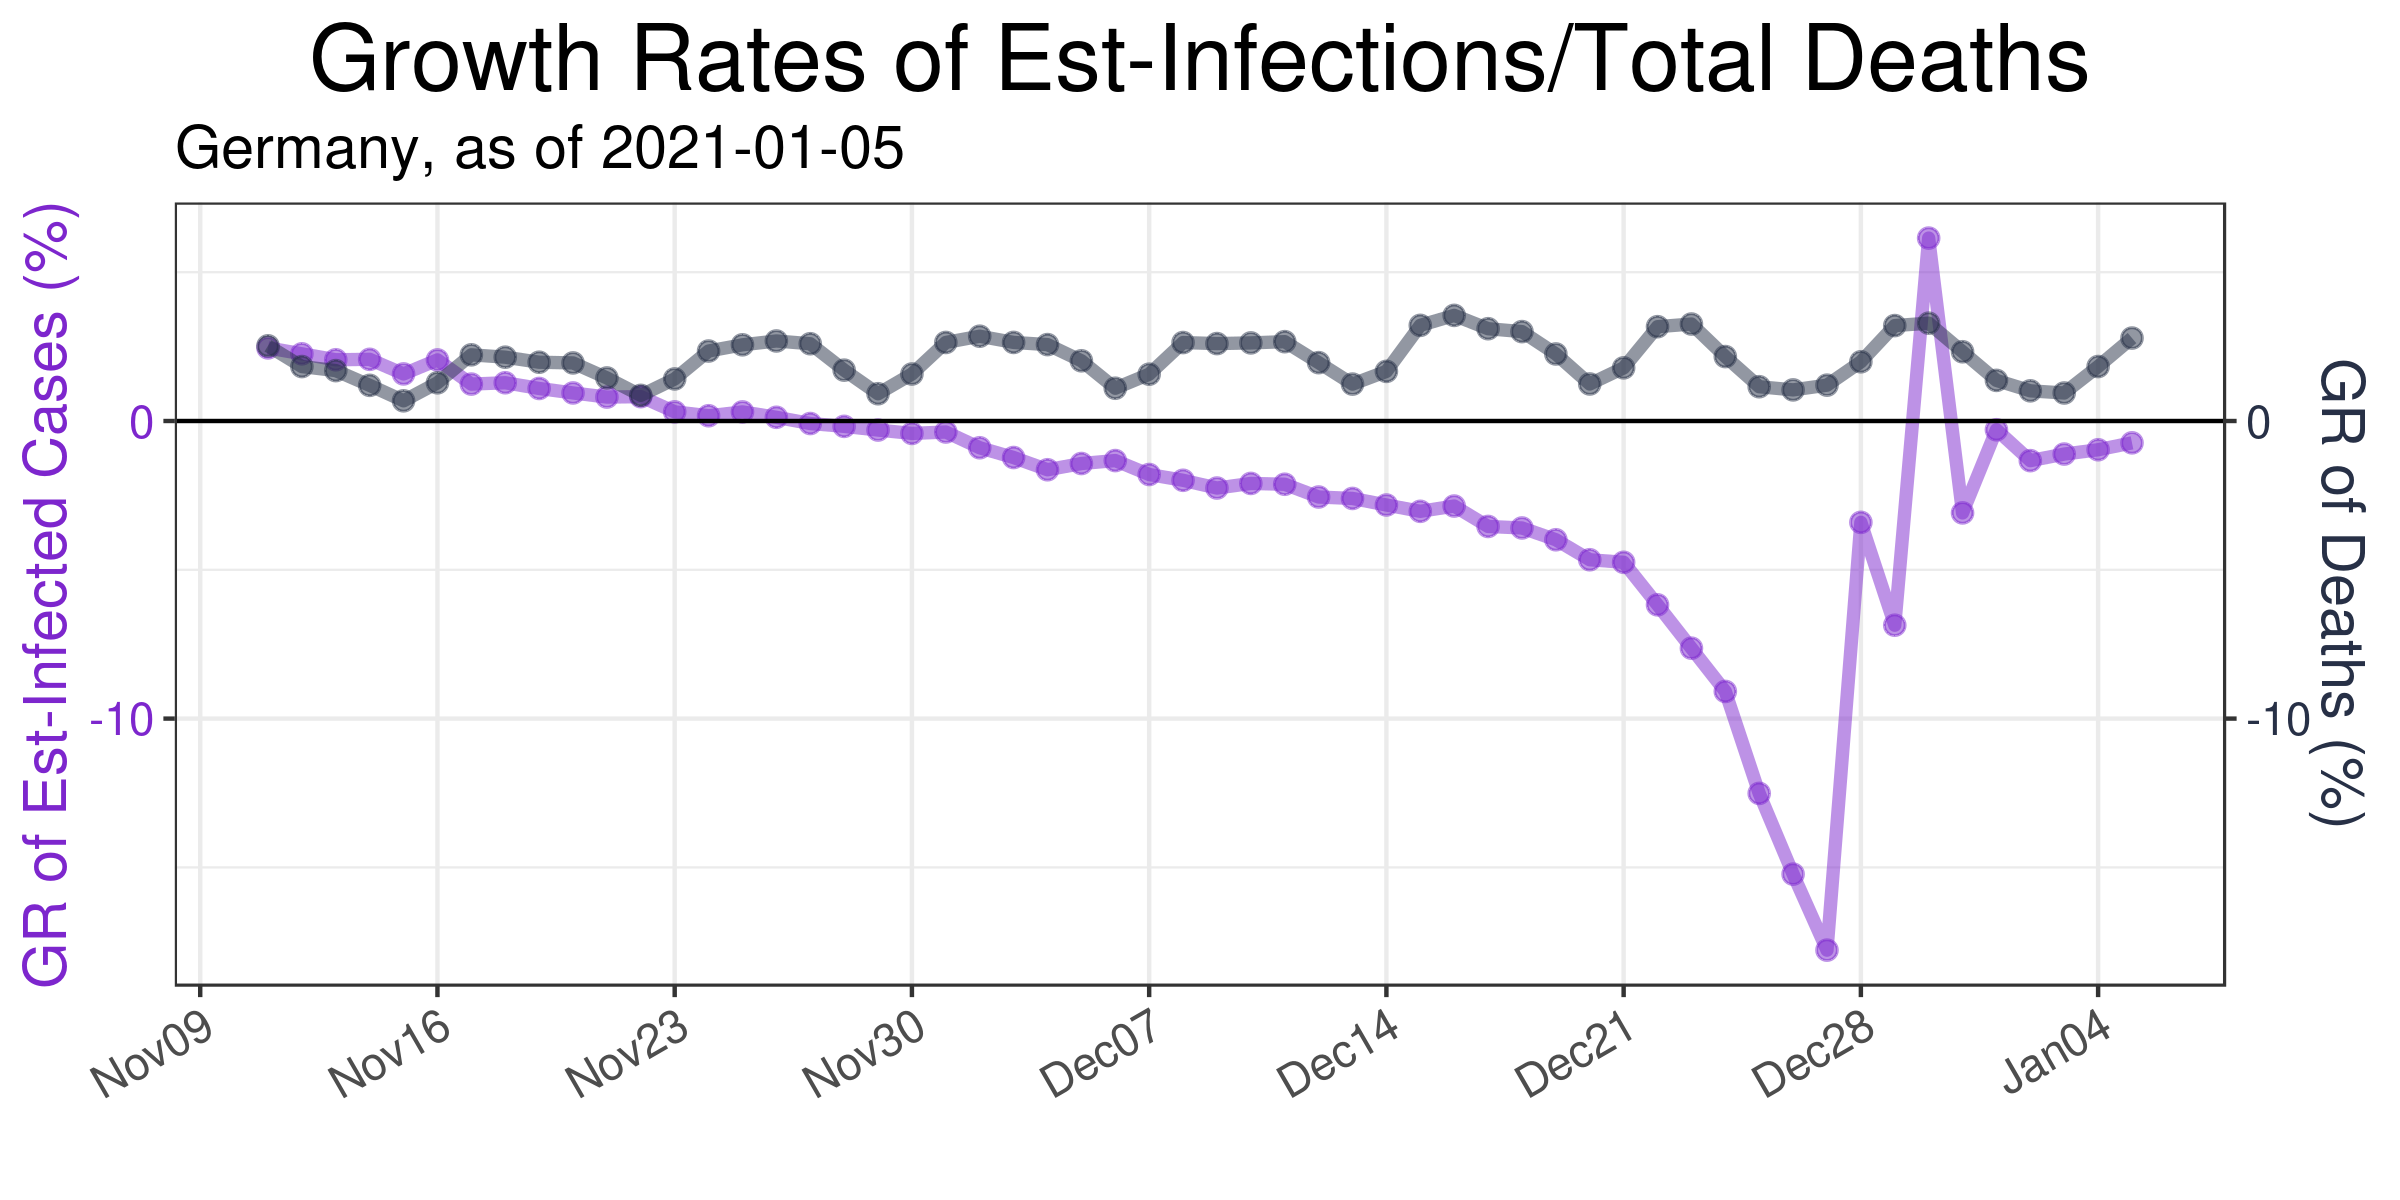 Growth Rates of Est-Infections/Total Deaths
Germany, as of 2021-01-05
GR of Est-Infected Cases (%)
0
-10
0
-10
GR of Deaths (%)
Nov09
Nov16
Nov23
Nov30
Dec07
Dec14
Dec21
Dec28
Jan04